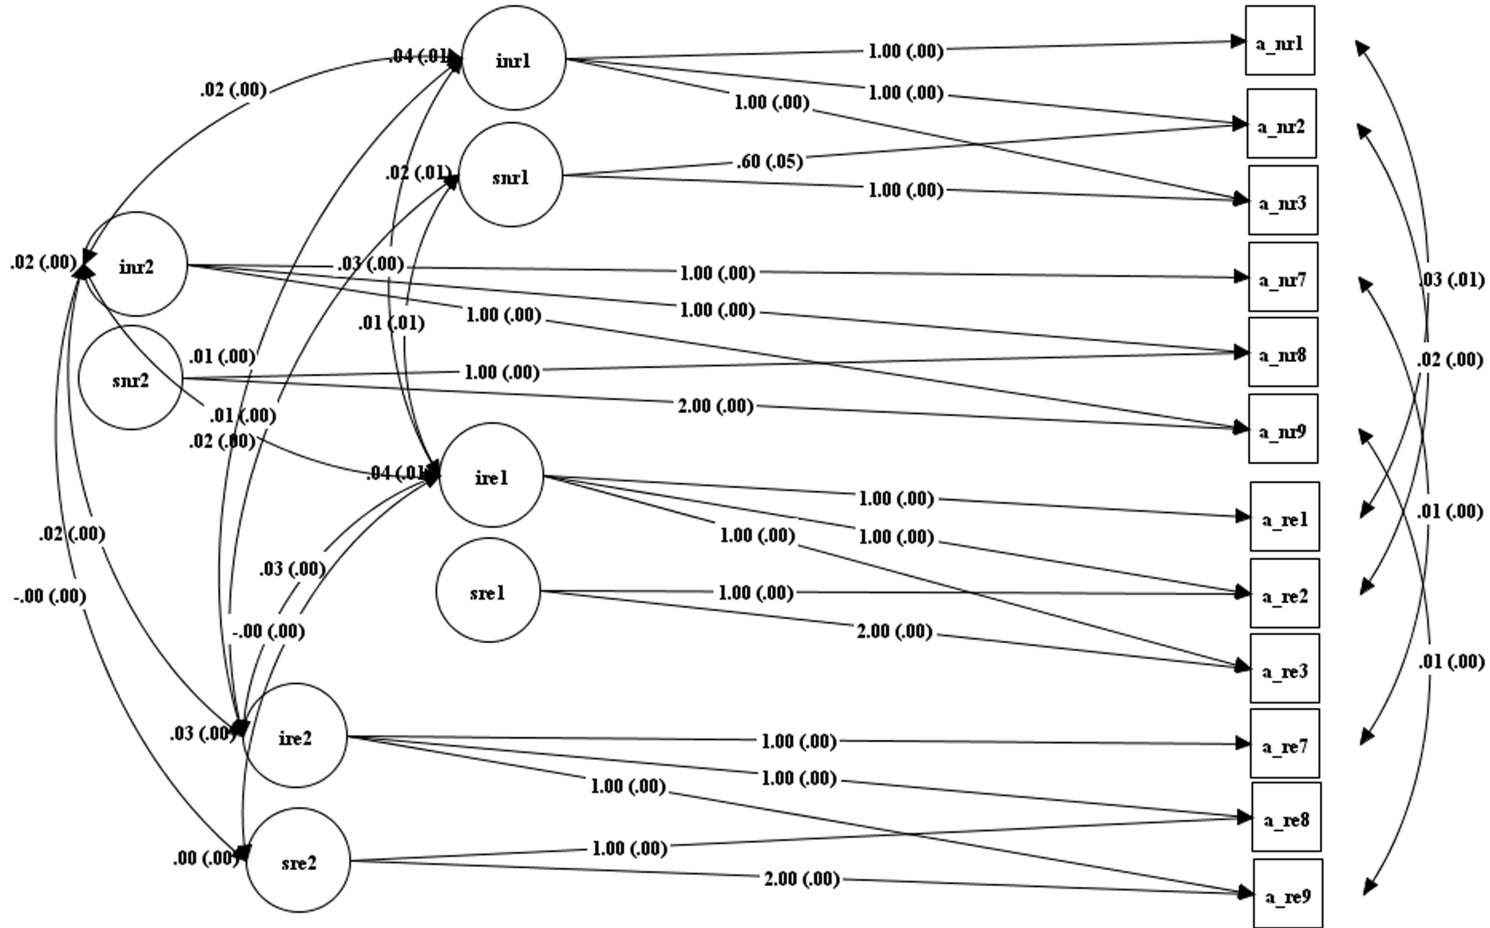 .04 (.01)
inr1
1.00 (.00)
a_nr1
.02 (.00)
1.00 (.00)
1.00 (.00)
a_nr2
.02 (.01)
snr1
.60 (.05)
1.00 (.00)
a_nr3
.02 (.00)
inr2
.03 (.00)
1.00 (.00)
a_nr7
.03 (.01)
1.00 (.00)
1.00 (.00)
.01 (.01)
.01 (.00)
a_nr8
.02 (.00)
snr2
1.00 (.00)
2.00 (.00)
.01 (.00)
a_nr9
.02 (.00)
.04 (.01)
ire1
1.00 (.00)
a_re1
.01 (.00)
.02 (.00)
1.00 (.00)
1.00 (.00)
.03 (.00)
sre1
1.00 (.00)
a_re2
-.00 (.00)
-.00 (.00)
2.00 (.00)
.01 (.00)
a_re3
.03 (.00)
ire2
1.00 (.00)
a_re7
1.00 (.00)
1.00 (.00)
a_re8
1.00 (.00)
.00 (.00)
sre2
2.00 (.00)
a_re9